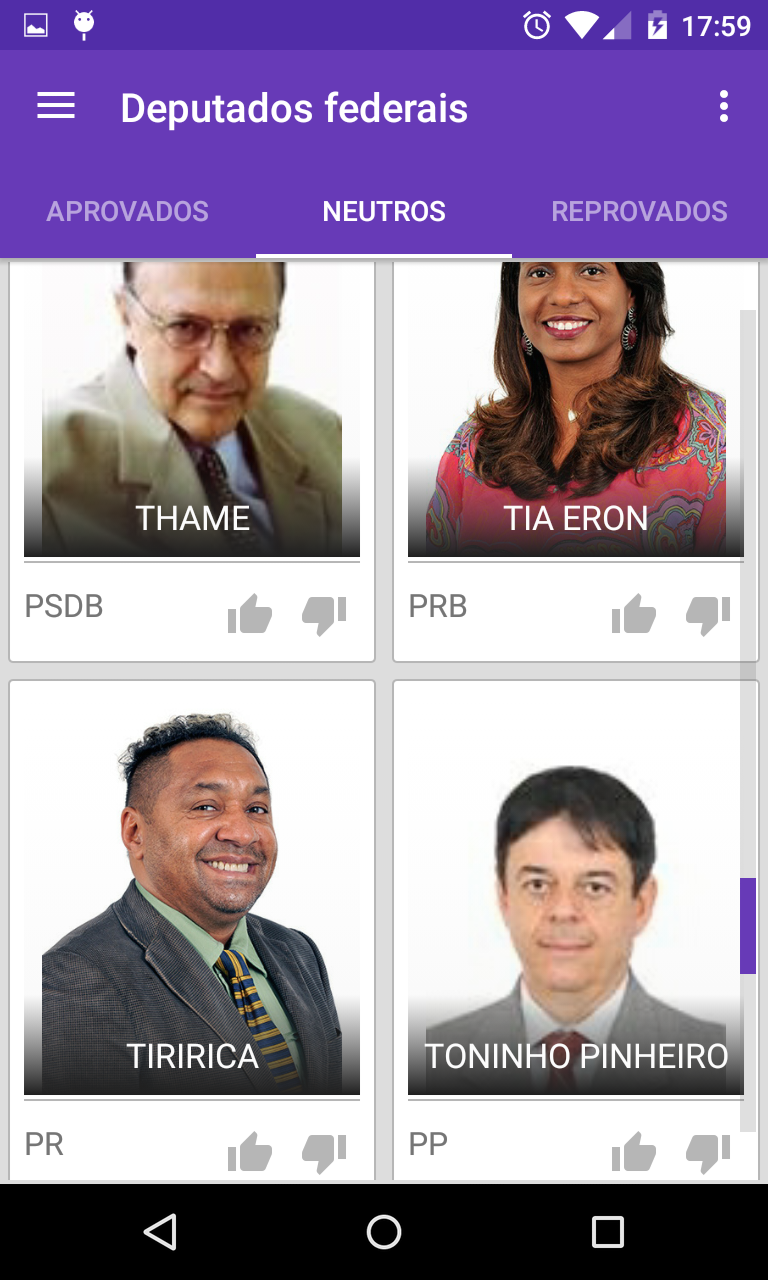 17:59
Deputados federais
APROVADOS
NEUTROS
REPROVADOS
THAME
TIA ERON
PSDB
PRB
TIRIRICA
TONINHO PINHEIRO
PR
PP